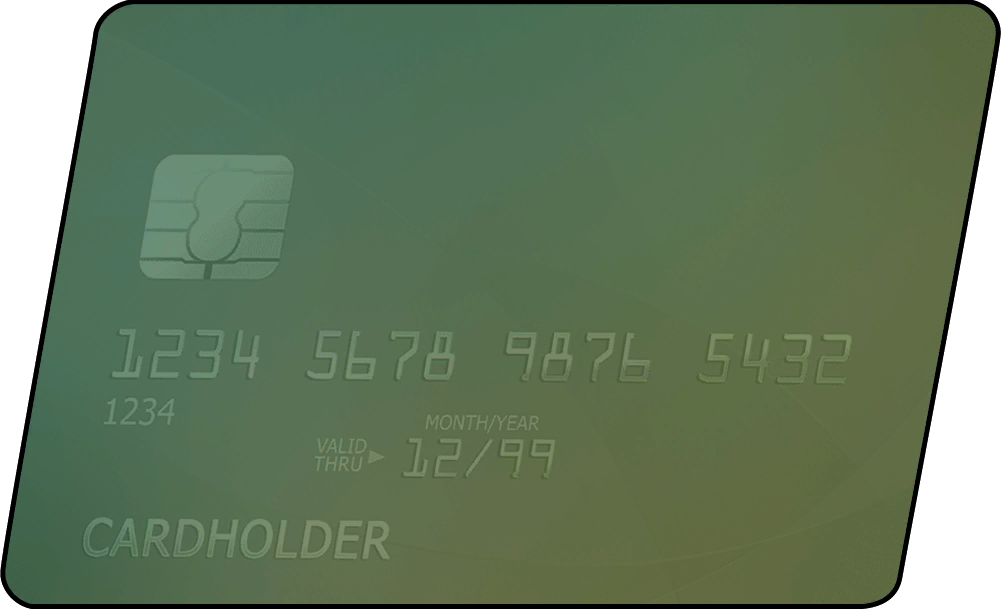 1234 5678 9876 5432
1234
MONTH/YEAR
VALID THRU ▶ 12/99
CARDHOLDER